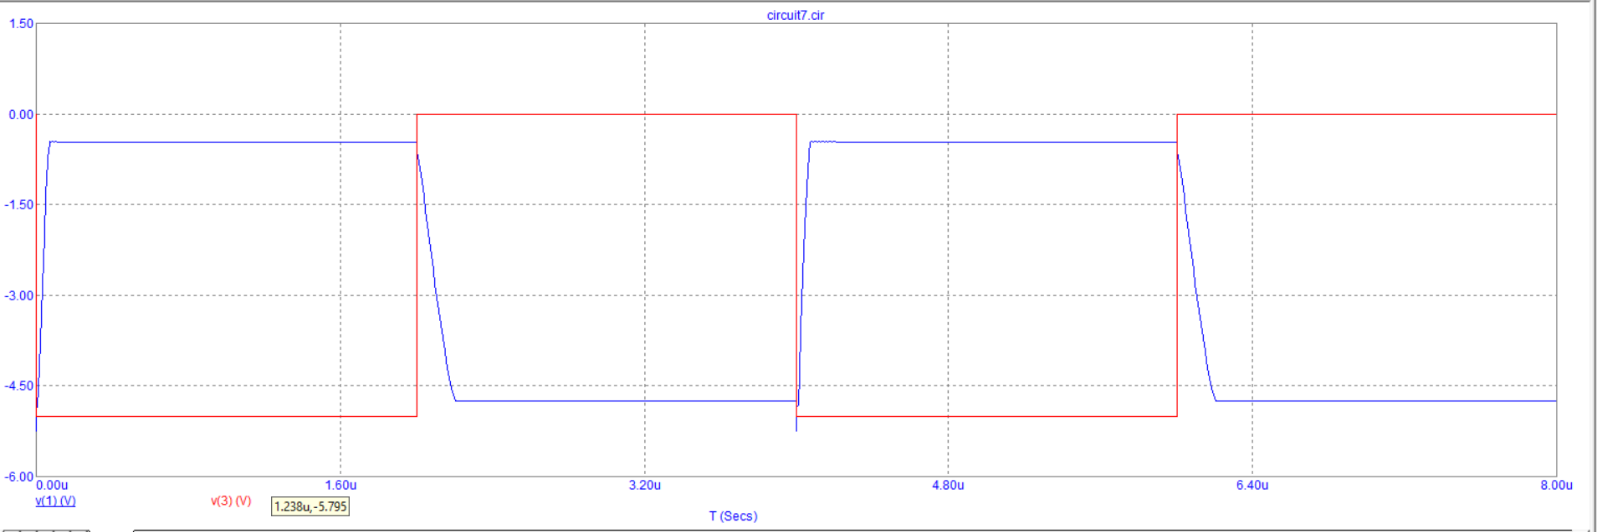 circuit7.cir
1.50
0.00
-1.50
-3.00
-4.50
-6.00
0.00u 1.60u 3.20u 4.80u 6.40u 8.00u
v(1) (V) v(3) (V) 1.238u,-5.795
T (Secs)